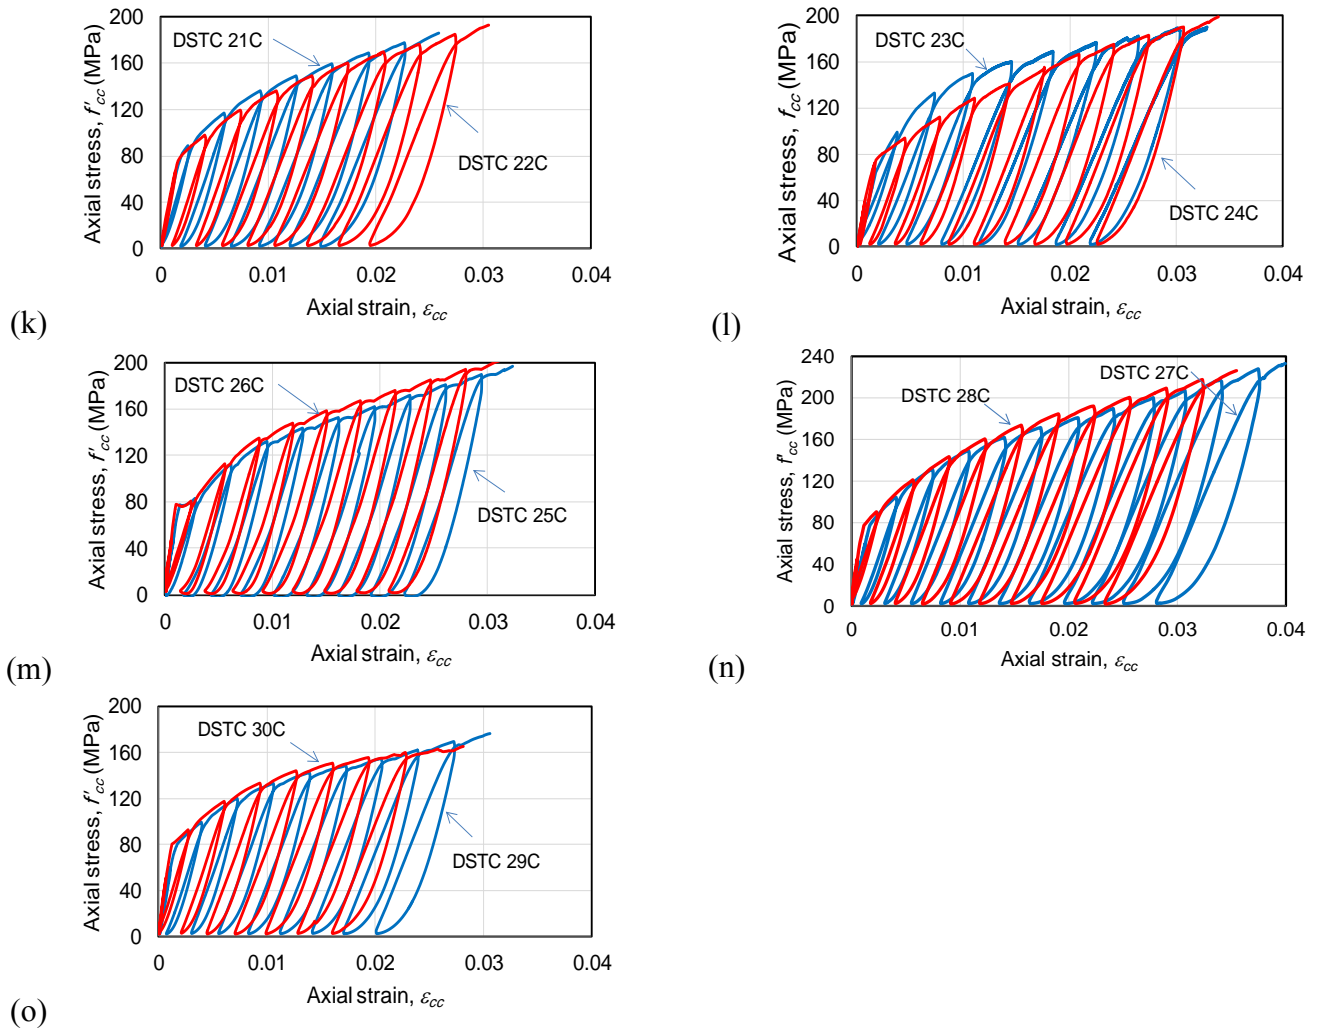 200
160
120
80
40
0
Axial stress, f'cc (MPa)
DSTC 21C
DSTC 22C
0 0.01 0.02 0.03 0.04
Axial strain, εcc
(k)
200
160
120
80
40
0
Axial stress, fcc (MPa)
DSTC 23C
DSTC 24C
0 0.01 0.02 0.03 0.04
Axial strain, εcc
(l)
200
160
120
80
40
0
Axial stress, f'cc (MPa)
DSTC 26C
DSTC 25C
0 0.01 0.02 0.03 0.04
Axial strain, εcc
(m)
240
200
160
120
80
40
0
Axial stress, f'cc (MPa)
DSTC 27C
DSTC 28C
0 0.01 0.02 0.03 0.04
Axial strain, εcc
(n)
200
160
120
80
40
0
Axial stress, f'cc (MPa)
DSTC 30C
DSTC 29C
0 0.01 0.02 0.03 0.04
Axial strain, εcc
(o)